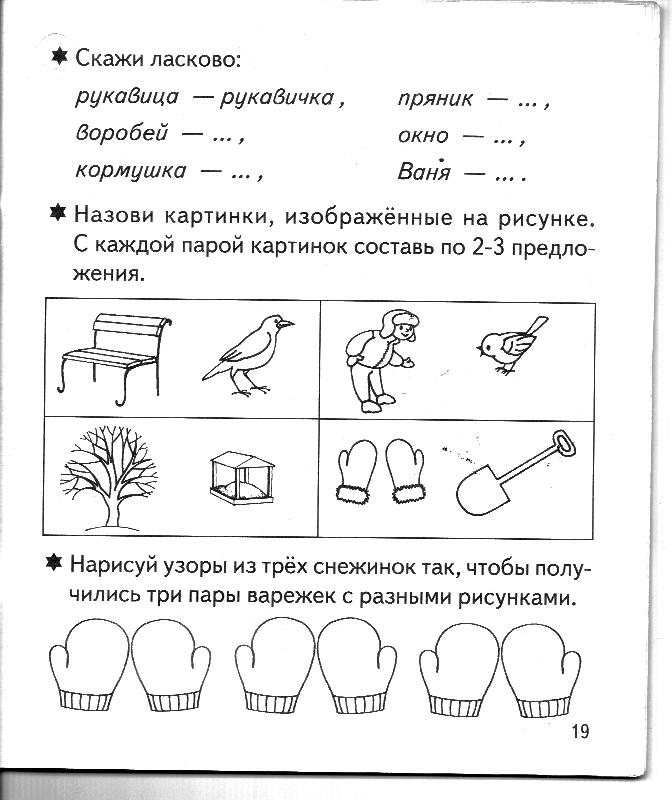 Скажи ласково:
рукавица — рукавичка, пряник — ...,
воробей — ..., окно — ...,
кормушка — ..., Ваня — ... .
Назови картинки, изображённые на рисунке.
С каждой парой картинок составь по 2-3 предло-
жения.
Нарисуй узоры из трёх снежинок так, чтобы полу-
чились три пары варежек с разными рисунками.
19